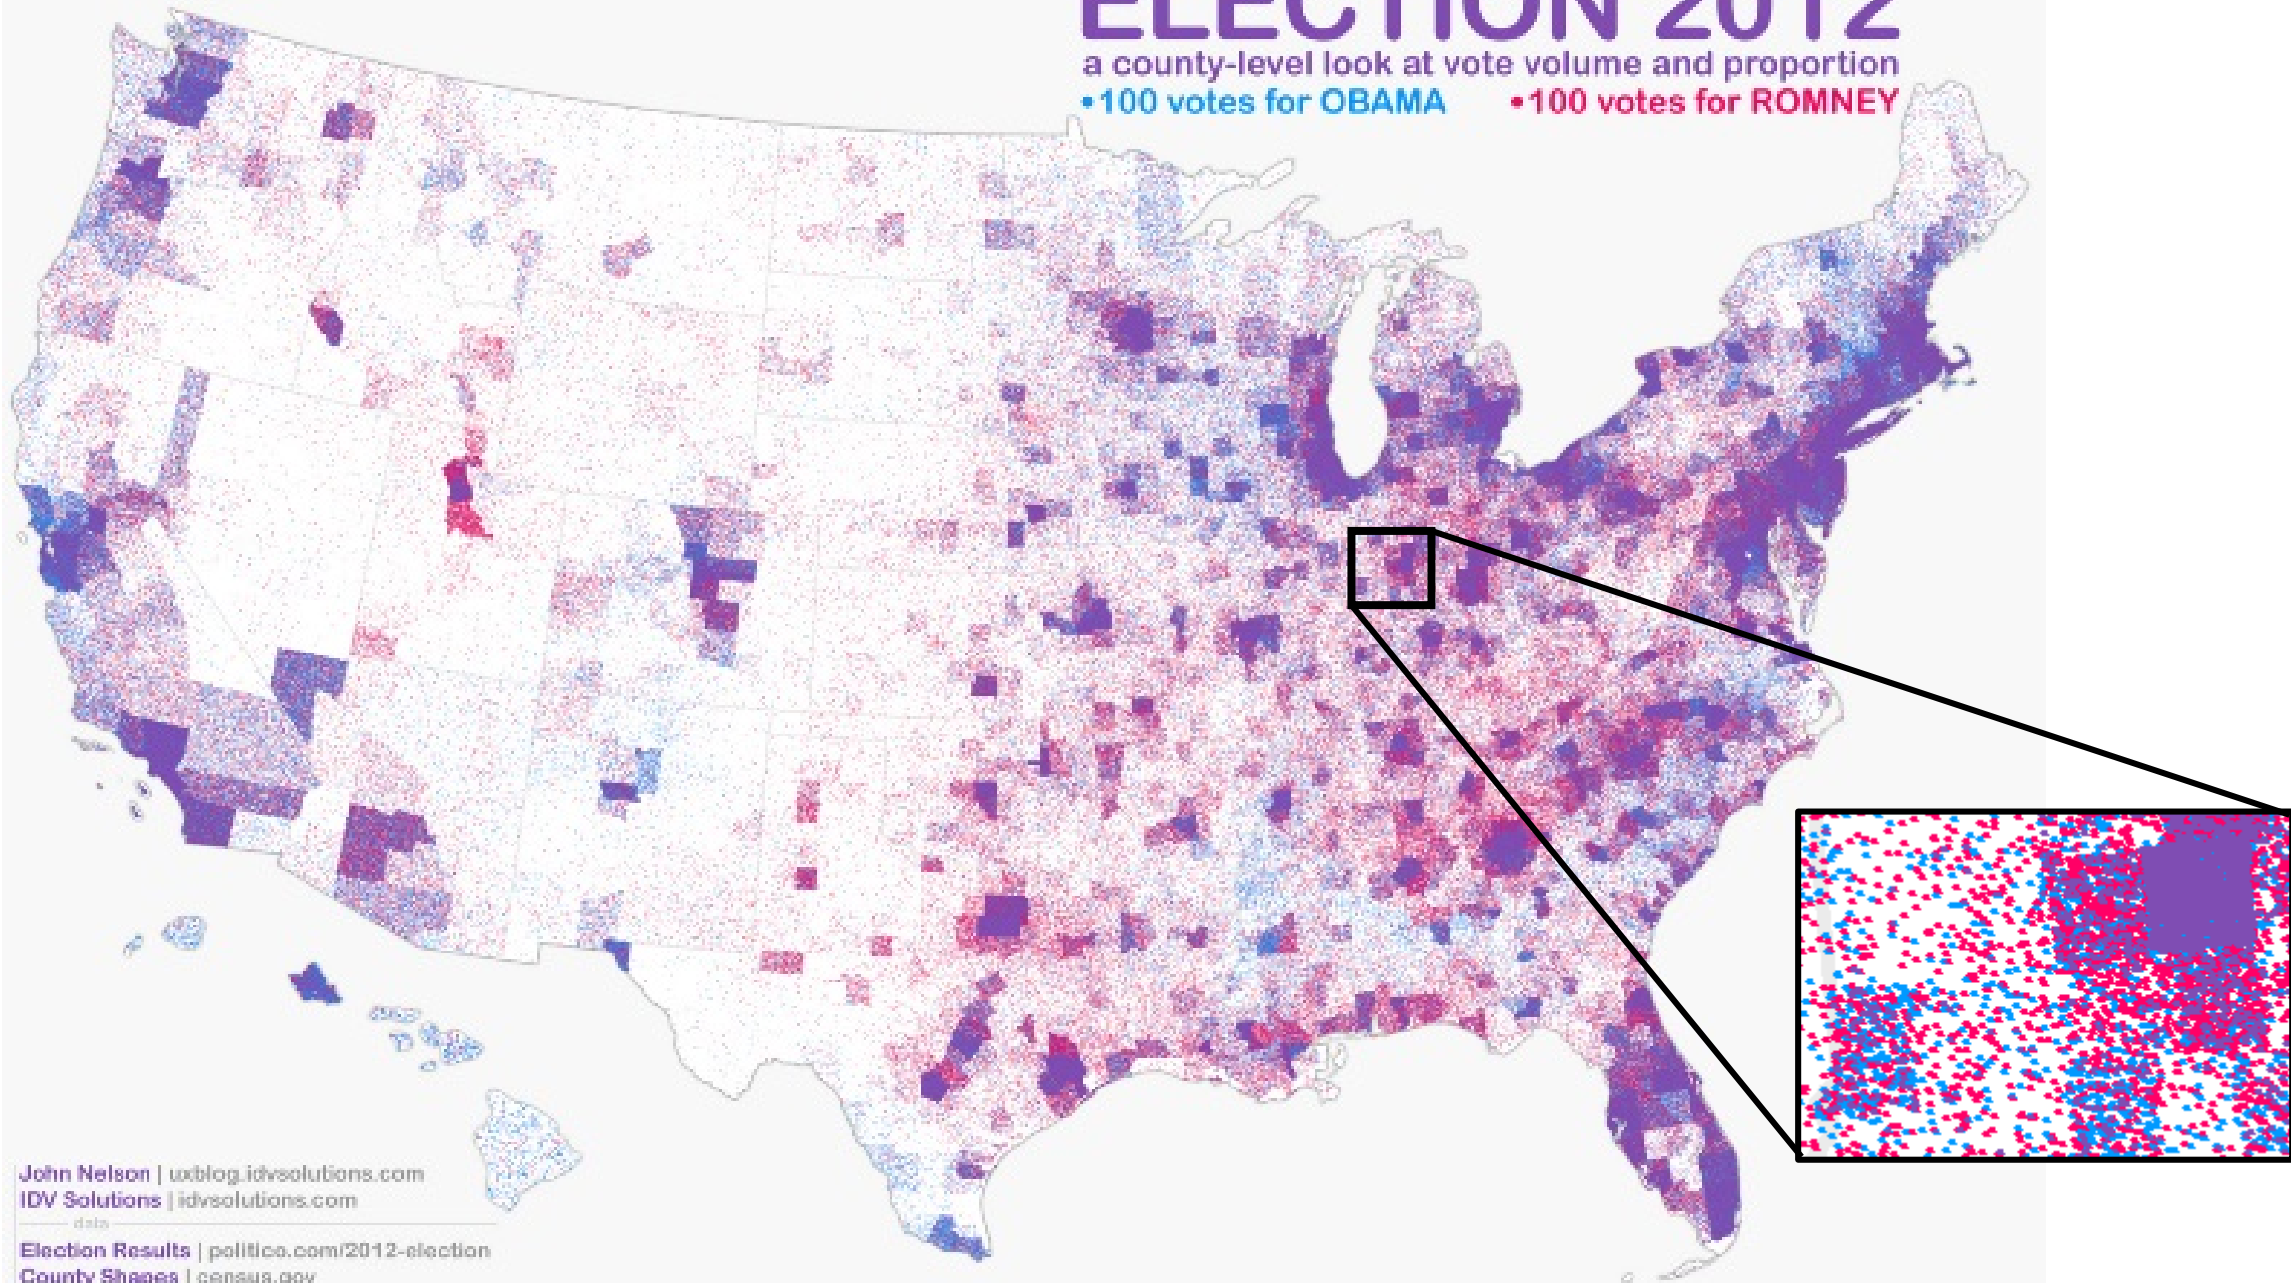 ELECTION 2012
a county-level look at vote volume and proportion
•100 votes for OBAMA •100 votes for ROMNEY
John Nelson | uxblog.idvsolutions.com
IDV Solutions | idvsolutions.com
data
Election Results | politico.com/2012-election
County Shapes | census.gov